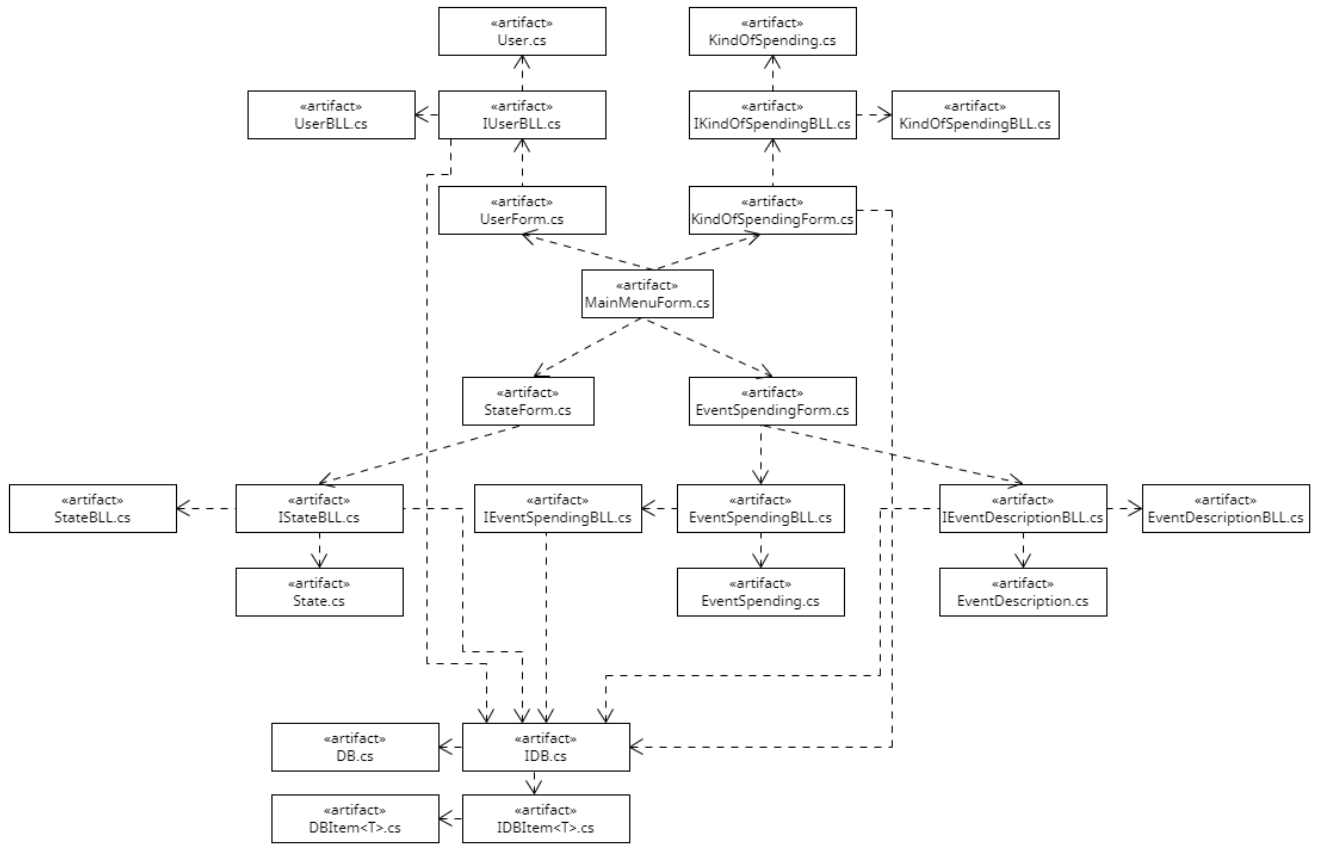 «artifact»
User.cs
«artifact»
KindOfSpending.cs
«artifact»
UserBLL.cs
«artifact»
IUserBLL.cs
«artifact»
IKindOfSpendingBLL.cs
«artifact»
KindOfSpendingBLL.cs
«artifact»
UserForm.cs
«artifact»
KindOfSpendingForm.cs
«artifact»
MainMenuForm.cs
«artifact»
StateForm.cs
«artifact»
EventSpendingForm.cs
«artifact»
StateBLL.cs
«artifact»
IStateBLL.cs
«artifact»
IEventSpendingBLL.cs
«artifact»
EventSpendingBLL.cs
«artifact»
IEventDescriptionBLL.cs
«artifact»
EventDescriptionBLL.cs
«artifact»
State.cs
«artifact»
EventSpending.cs
«artifact»
EventDescription.cs
«artifact»
DB.cs
«artifact»
IDB.cs
«artifact»
DBItem<T>.cs
«artifact»
IDBItem<T>.cs